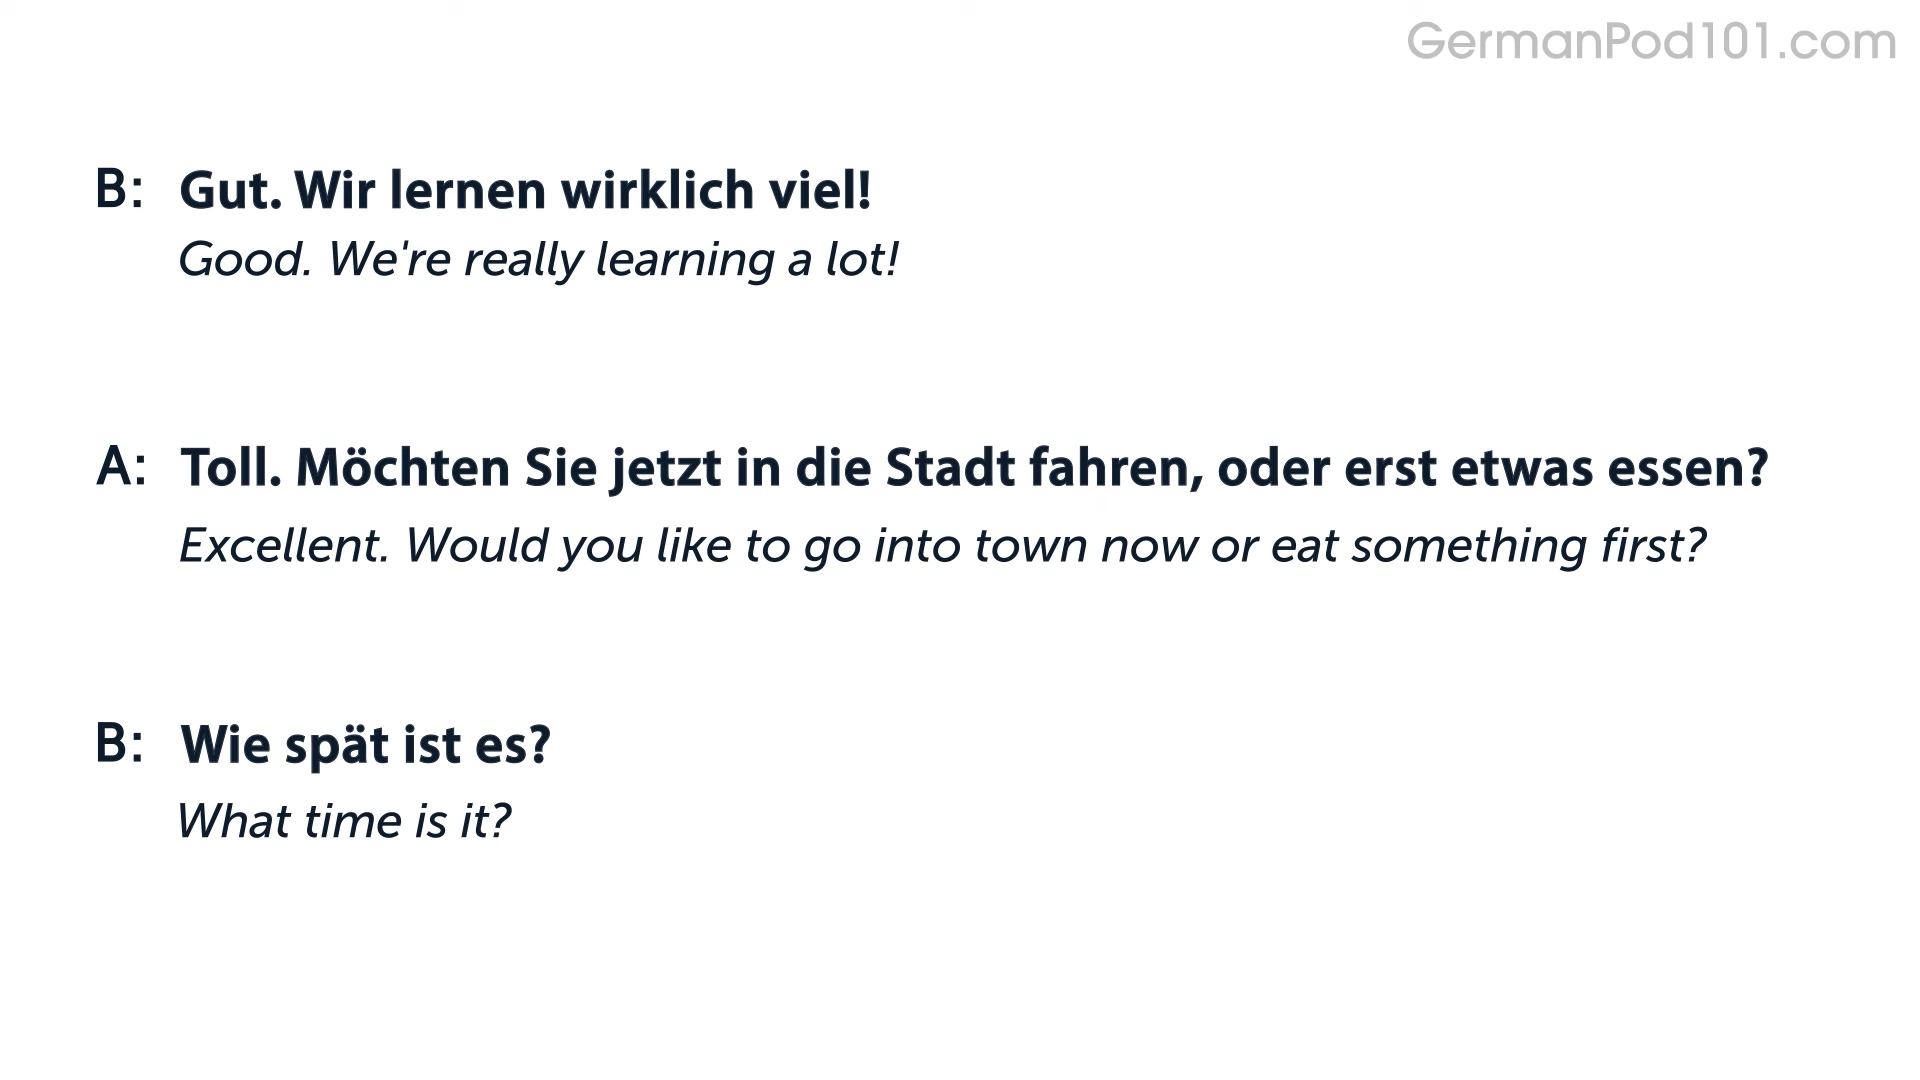 GermanPod101.com
B: Gut. Wir lernen wirklich viel!
Good. We're really learning a lot!
A: Toll. Möchten Sie jetzt in die Stadt fahren, oder erst etwas essen?
Excellent. Would you like to go into town now or eat something first?
B: Wie spät ist es?
What time is it?